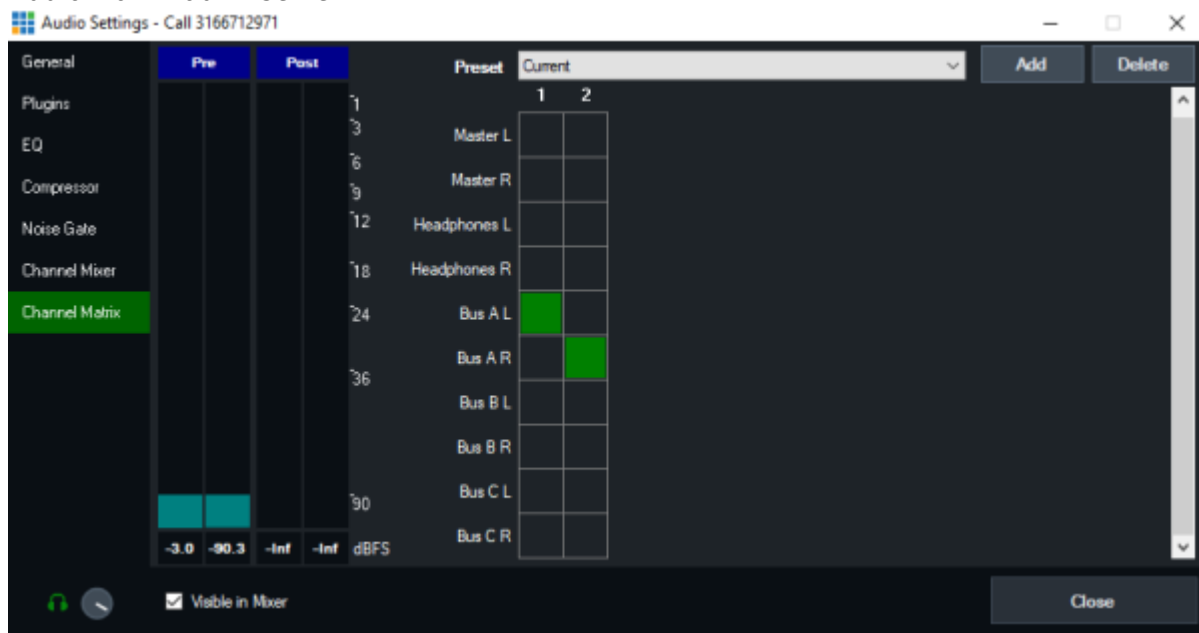 Audio Settings - Call 3166712971
General
Plugins
EQ
Compressor
Noise Gate
Channel Mixer
Channel Matrix
Pre Post
1
3
6
9
12
18
24
36
90
-3.0 -90.3 -Inf -Inf dBFS
Preset Current Add Delete
1 2
Master L
Master R
Headphones L
Headphones R
Bus A L
Bus A R
Bus B L
Bus B R
Bus C L
Bus C R
Visible in Mixer
Close